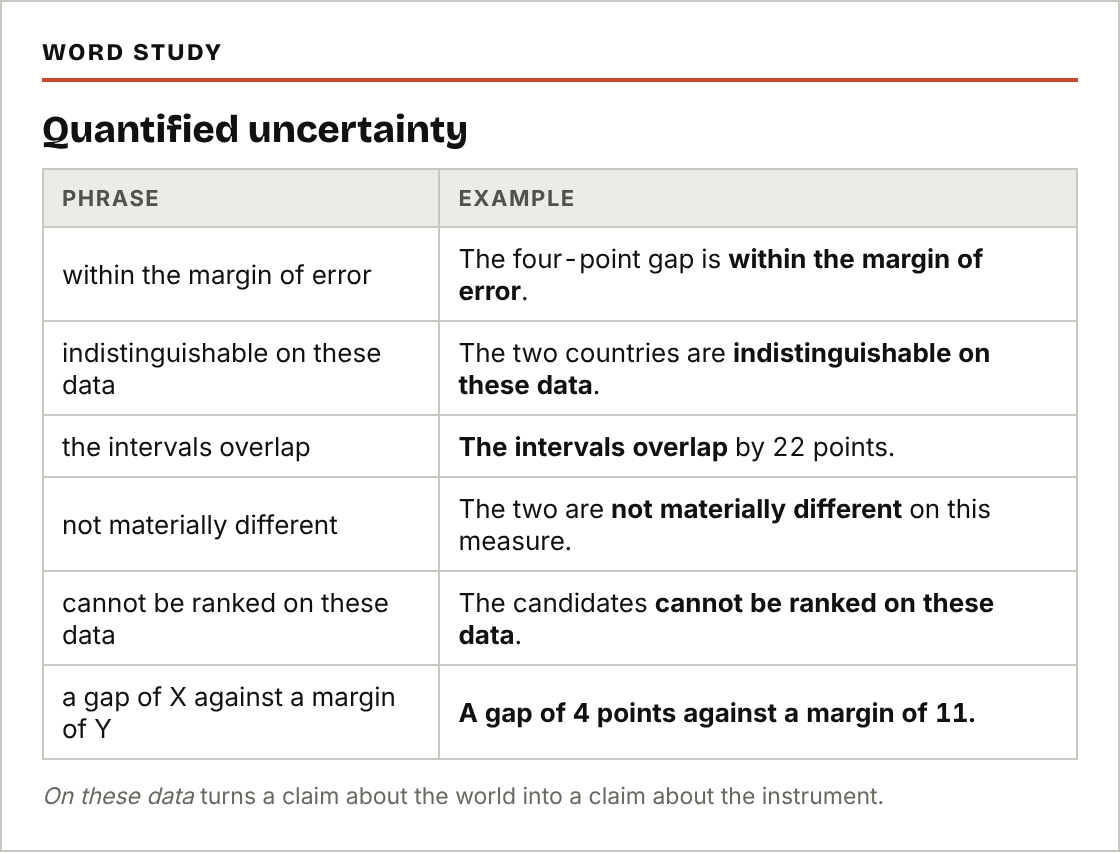 WORD STUDY
Quantified uncertainty
PHRASE
EXAMPLE
within the margin of error
The four-point gap is within the margin of
error.
indistinguishable on these
data
The two countries are indistinguishable on
these data.
the intervals overlap
The intervals overlap by 22 points.
not materially different
The two are not materially different on this
measure.
cannot be ranked on these
data
The candidates cannot be ranked on these
data.
a gap of X against a margin
of Y
A gap of 4 points against a margin of 11.
On these data turns a claim about the world into a claim about the instrument.